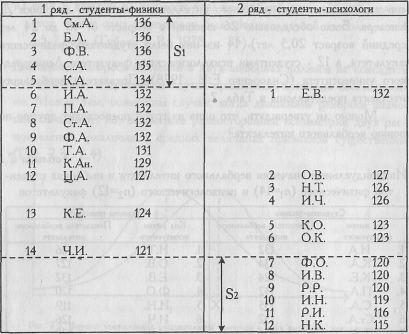 1 ряд - студенты-физики 2 ряд - студенты-психологи
1 См.А. 136
2 Б.Л. 136
3 Ф.В. 136 S1
4 С.А. 135
5 К.А. 134
6 И.А. 132 1 Е.В. 132
7 П.А. 132
8 Ст.А. 132
9 Ф.А. 132
10 Т.А. 131
11 К.Ан. 129
12 Ц.А. 127 2 О.В. 127
3 Н.Т. 126
4 И.Ч. 126
13 К.Е. 124
5 К.О. 123
6 О.К. 123
14 Ч.И. 121
7 Ф.О. 120
8 И.В. 120
S2 9 Р.Р. 120
10 И.Н. 119
11 Р.И. 116
12 Н.К. 115